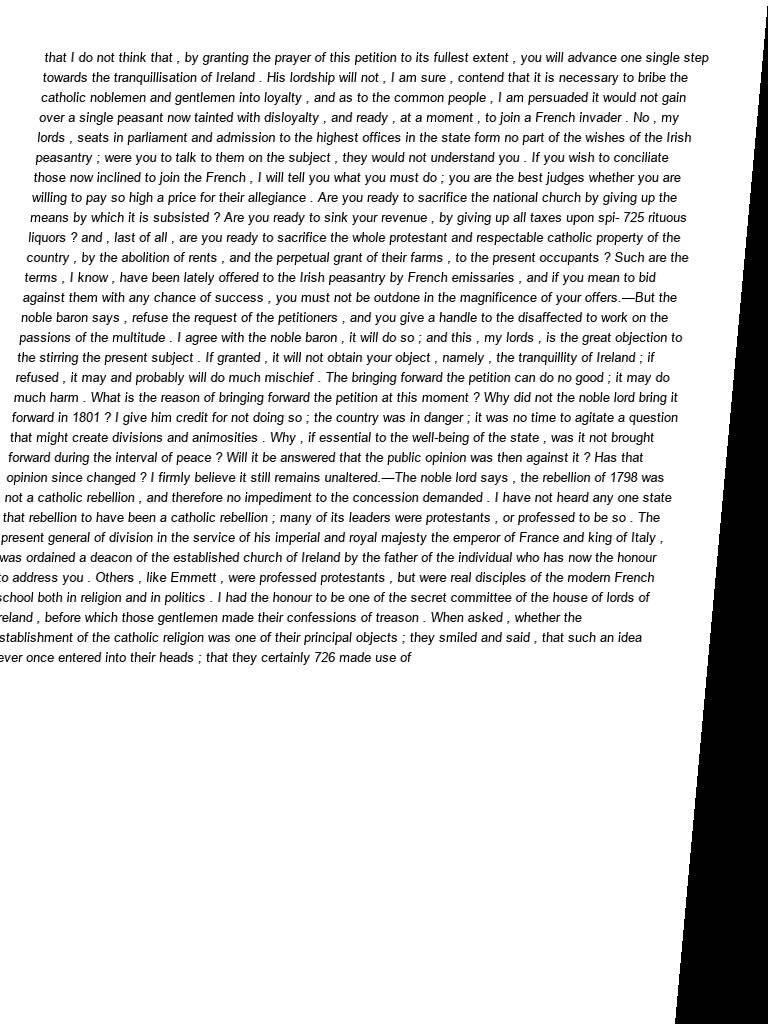 that I do not think that , by granting the prayer of this petition to its fullest extent , you will advance one single step
towards the tranquillisation of Ireland . His lordship will not , I am sure , contend that it is necessary to bribe the
catholic noblemen and gentlemen into loyalty , and as to the common people , I am persuaded it would not gain
over a single peasant now tainted with disloyalty , and ready , at a moment , to join a French invader . No , my
lords , seats in parliament and admission to the highest offices in the state form no part of the wishes of the Irish
peasantry ; were you to talk to them on the subject , they would not understand you . If you wish to conciliate
those now inclined to join the French , I will tell you what you must do ; you are the best judges whether you are
willing to pay so high a price for their allegiance . Are you ready to sacrifice the national church by giving up the
means by which it is subsisted ? Are you ready to sink your revenue , by giving up all taxes upon spi- 725 rituous
liquors ? and , last of all , are you ready to sacrifice the whole protestant and respectable catholic property of the
country , by the abolition of rents , and the perpetual grant of their farms , to the present occupants ? Such are the
terms , I know , have been lately offered to the Irish peasantry by French emissaries , and if you mean to bid
against them with any chance of success , you must not be outdone in the magnificence of your offers.—But the
noble baron says , refuse the request of the petitioners , and you give a handle to the disaffected to work on the
passions of the multitude . I agree with the noble baron , it will do so ; and this , my lords , is the great objection to
the stirring the present subject . If granted , it will not obtain your object , namely , the tranquillity of Ireland ; if
refused , it may and probably will do much mischief . The bringing forward the petition can do no good ; it may do
much harm . What is the reason of bringing forward the petition at this moment ? Why did not the noble lord bring it
forward in 1801 ? I give him credit for not doing so ; the country was in danger ; it was no time to agitate a question
that might create divisions and animosities . Why , if essential to the well-being of the state , was it not brought
forward during the interval of peace ? Will it be answered that the public opinion was then against it ? Has that
opinion since changed ? I firmly believe it still remains unaltered.—The noble lord says , the rebellion of 1798 was
not a catholic rebellion , and therefore no impediment to the concession demanded . I have not heard any one state
that rebellion to have been a catholic rebellion ; many of its leaders were protestants , or professed to be so . The
present general of division in the service of his imperial and royal majesty the emperor of France and king of Italy ,
was ordained a deacon of the established church of Ireland by the father of the individual who has now the honour
to address you . Others , like Emmett , were professed protestants , but were real disciples of the modern French
school both in religion and in politics . I had the honour to be one of the secret committee of the house of lords of
reland , before which those gentlemen made their confessions of treason . When asked , whether the
stablishment of the catholic religion was one of their principal objects ; they smiled and said , that such an idea
ever once entered into their heads ; that they certainly 726 made use of